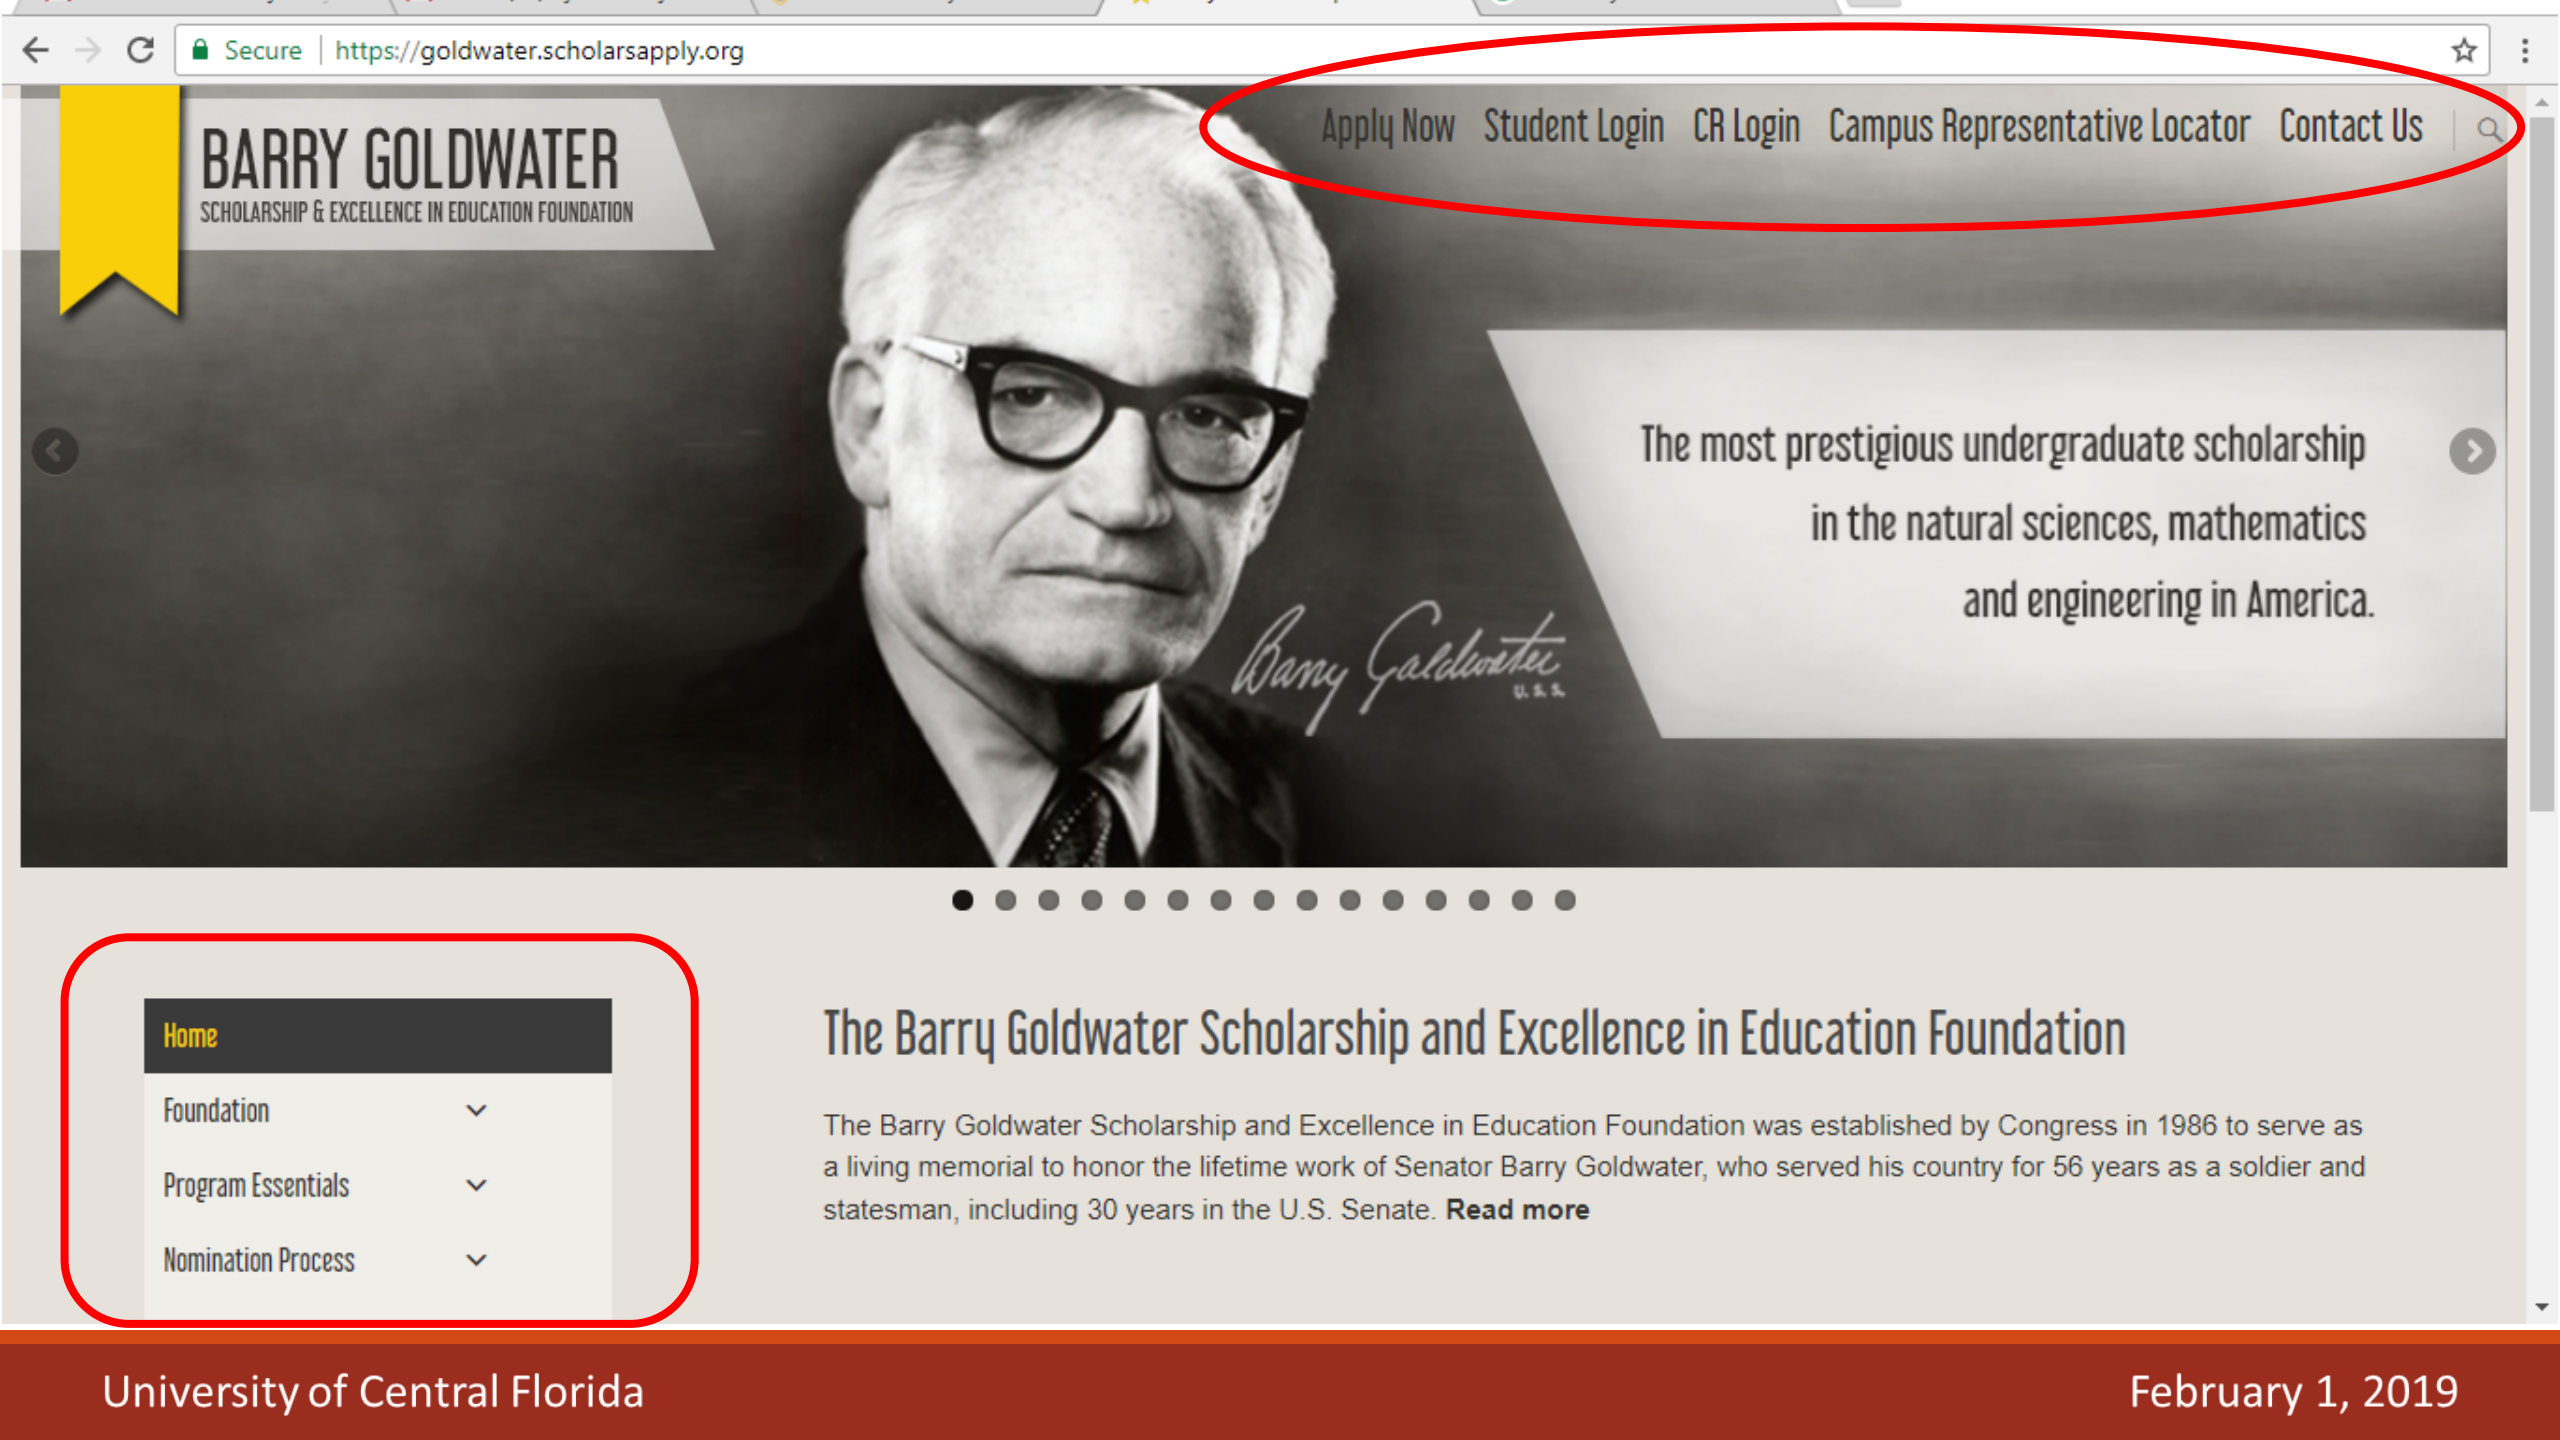 Secure | https://goldwater.scholarsapply.org
Apply Now Student Login CR Login Campus Representative Locator Contact Us
BARRY GOLDWATER
SCHOLARSHIP & EXCELLENCE IN EDUCATION FOUNDATION
The most prestigious undergraduate scholarship
in the natural sciences, mathematics
and engineering in America.
Barry Goldwater
U.S.S.
Home
Foundation
Program Essentials
Nomination Process
The Barry Goldwater Scholarship and Excellence in Education Foundation
The Barry Goldwater Scholarship and Excellence in Education Foundation was established by Congress in 1986 to serve as
a living memorial to honor the lifetime work of Senator Barry Goldwater, who served his country for 56 years as a soldier and
statesman, including 30 years in the U.S. Senate. Read more
University of Central Florida
February 1, 2019